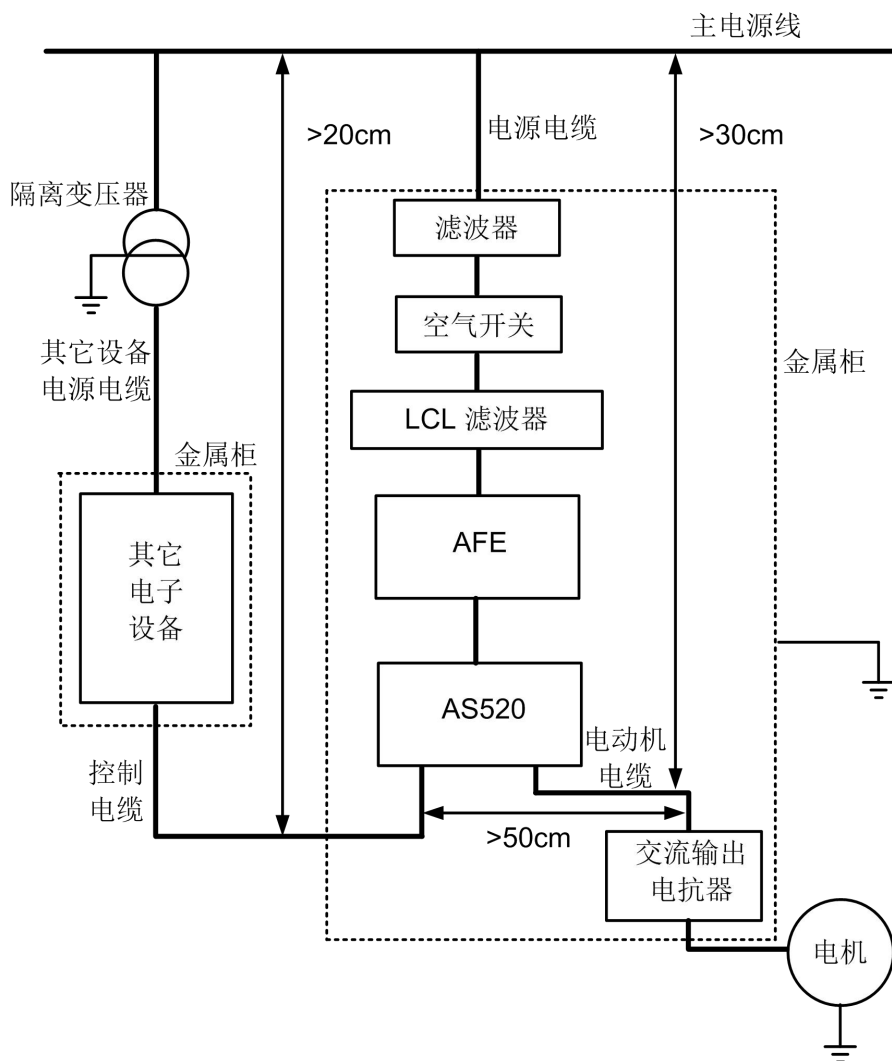 主电源线
>20cm
电源电缆
>30cm
隔离变压器
滤波器
空气开关
其它设备
电源电缆
金属柜
LCL 滤波器
金属柜
其它
电子
设备
AFE
AS520
电动机
电缆
控制
电缆
>50cm
交流输出
电抗器
电机